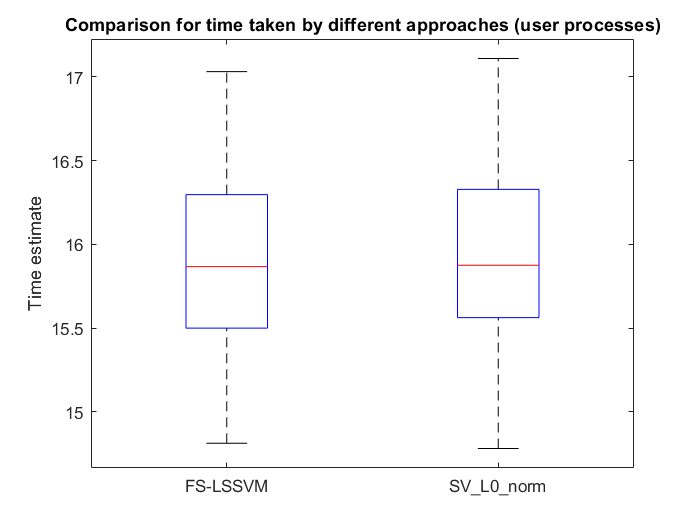 Comparison for time taken by different approaches (user processes)
17
16.5
16
15.5
15
Time estimate
FS-LSSVM
SV_L0_norm